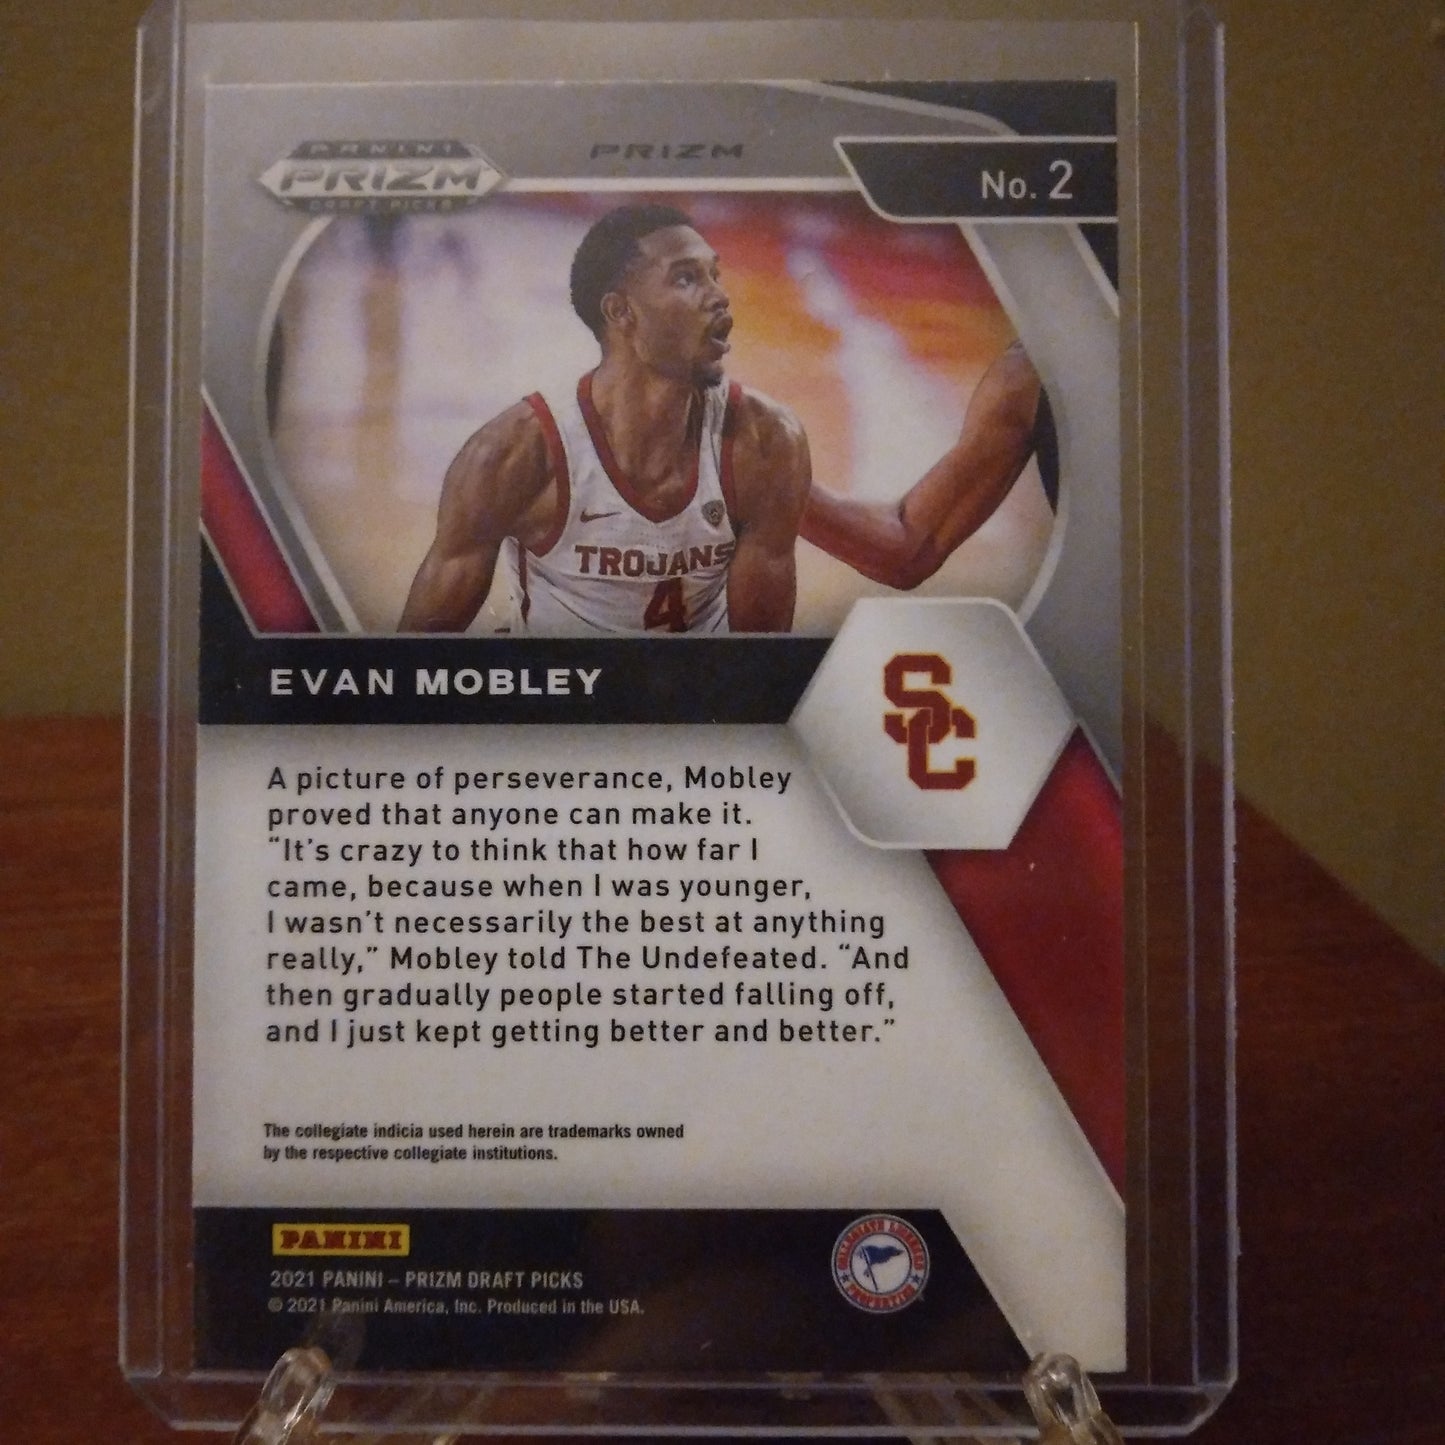 PANINI
PRIZM
DRAFT PICKS
PRIZM
No. 2
TROJANS
4
EVAN MOBLEY
SC
A picture of perseverance, Mobley
proved that anyone can make it.
“It’s crazy to think that how far I
came, because when I was younger,
I wasn’t necessarily the best at anything
really,” Mobley told The Undefeated. “And
then gradually people started falling off,
and I just kept getting better and better.”
The collegiate indicia used herein are trademarks owned
by the respective collegiate institutions.
PANINI
2021 PANINI – PRIZM DRAFT PICKS
© 2021 Panini America, Inc. Produced in the USA.
COLLEGIATE LICENSED
PROPERTIES